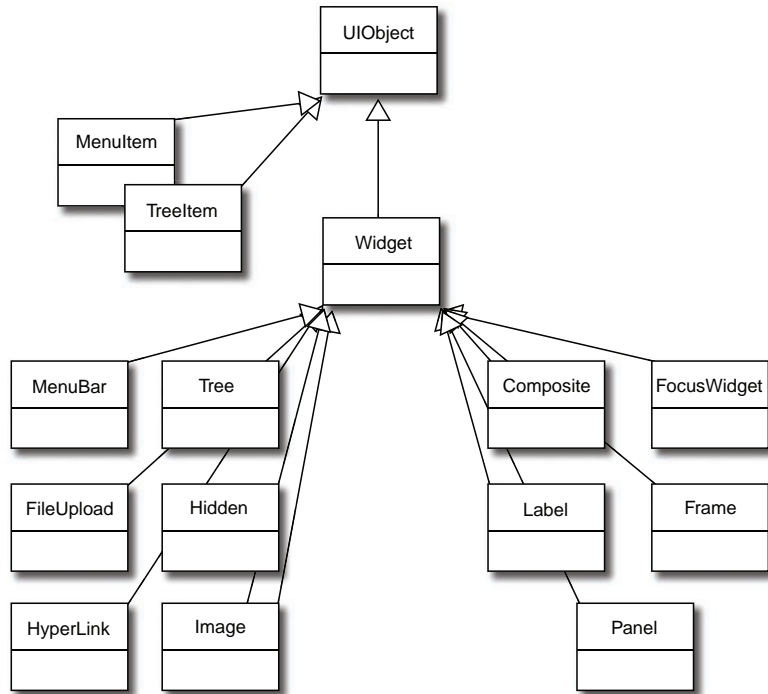 UIObject
MenuItem
TreeItem
Widget
MenuBar
Tree
Composite
FocusWidget
FileUpload
Hidden
Label
Frame
HyperLink
Image
Panel